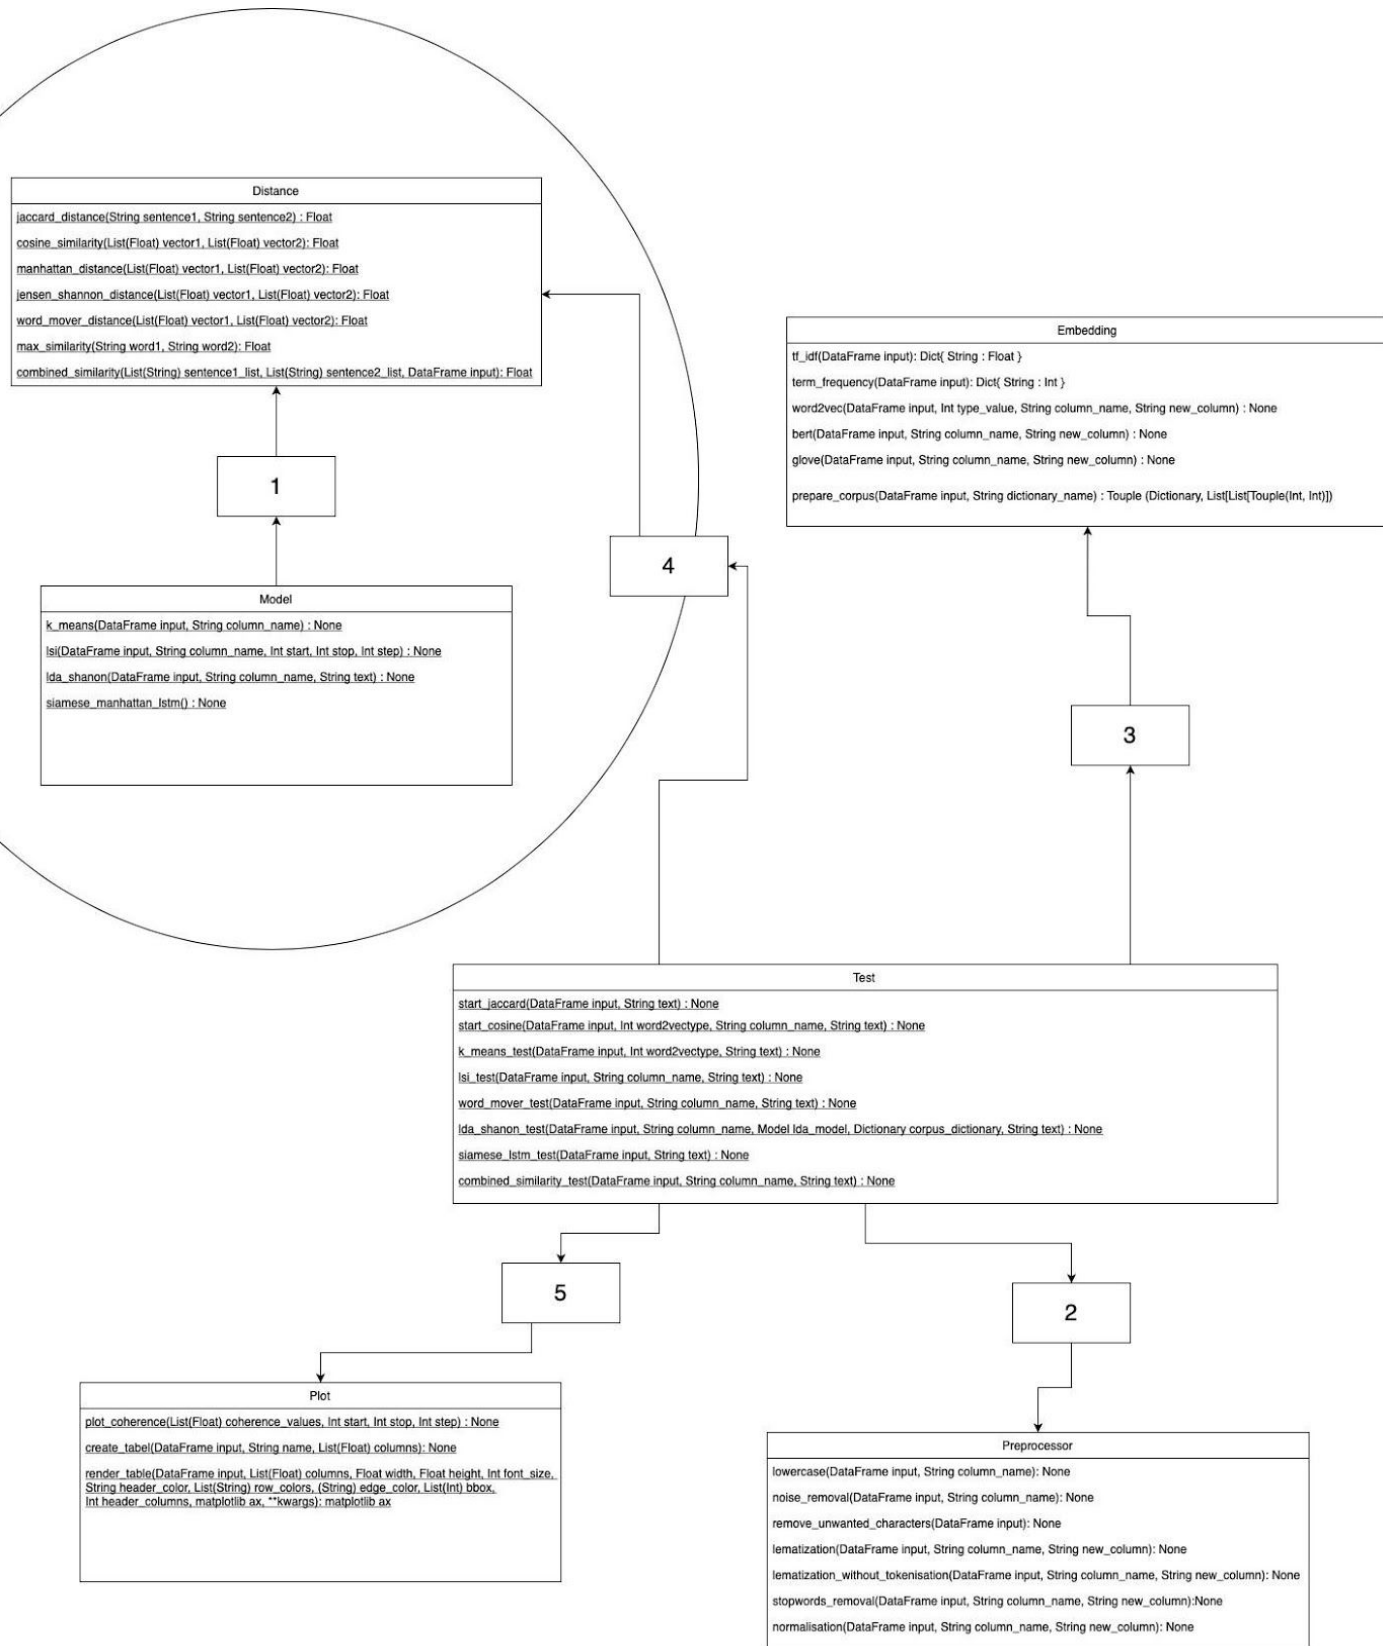 Distance
jaccard_distance(String sentence1, String sentence2) : Float
cosine_similarity(List(Float) vector1, List(Float) vector2): Float
manhattan_distance(List(Float) vector1, List(Float) vector2): Float
jensen_shannon_distance(List(Float) vector1, List(Float) vector2): Float
word_mover_distance(List(Float) vector1, List(Float) vector2): Float
max_similarity(String word1, String word2): Float
combined_similarity(List(String) sentence1_list, List(String) sentence2_list, DataFrame input): Float
1
Model
k_means(DataFrame input, String column_name) : None
lsi(DataFrame input, String column_name, Int start, Int stop, Int step) : None
lda_shanon(DataFrame input, String column_name, String text) : None
siamese_manhattan_lstm() : None
4
Embedding
tf_idf(DataFrame input): Dict{ String : Float }
term_frequency(DataFrame input): Dict{ String : Int }
word2vec(DataFrame input, Int type_value, String column_name, String new_column) : None
bert(DataFrame input, String column_name, String new_column) : None
glove(DataFrame input, String column_name, String new_column) : None
prepare_corpus(DataFrame input, String dictionary_name) : Touple (Dictionary, List[List[Touple(Int, Int)])
3
Test
start_jaccard(DataFrame input, String text) : None
start_cosine(DataFrame input, Int word2vectype, String column_name, String text) : None
k_means_test(DataFrame input, Int word2vectype, String text) : None
lsi_test(DataFrame input, String column_name, String text) : None
word_mover_test(DataFrame input, String column_name, String text) : None
lda_shanon_test(DataFrame input, String column_name, Model lda_model, Dictionary corpus_dictionary, String text) : None
siamese_lstm_test(DataFrame input, String text) : None
combined_similarity_test(DataFrame input, String column_name, String text) : None
5
2
Plot
plot_coherence(List(Float) coherence_values, Int start, Int stop, Int step) : None
create_tabel(DataFrame input, String name, List(Float) columns): None
render_table(DataFrame input, List(Float) columns, Float width, Float height, Int font_size,
String header_color, List(String) row_colors, (String) edge_color, List(Int) bbox,
Int header_columns, matplotlib ax, **kwargs): matplotlib ax
Preprocessor
lowercase(DataFrame input, String column_name): None
noise_removal(DataFrame input, String column_name): None
remove_unwanted_characters(DataFrame input): None
lematization(DataFrame input, String column_name, String new_column): None
lematization_without_tokenisation(DataFrame input, String column_name, String new_column): None
stopwords_removal(DataFrame input, String column_name, String new_column):None
normalisation(DataFrame input, String column_name, String new_column): None